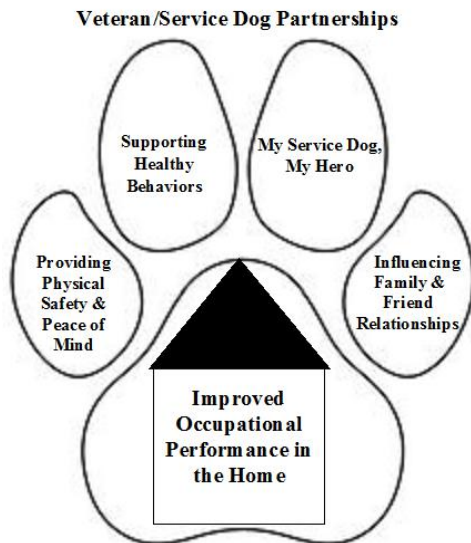 Veteran/Service Dog Partnerships
Supporting
Healthy
Behaviors
My Service Dog,
My Hero
Providing
Physical
Safety &
Peace of
Mind
Influencing
Family &
Friend
Relationships
Improved
Occupational
Performance in
the Home